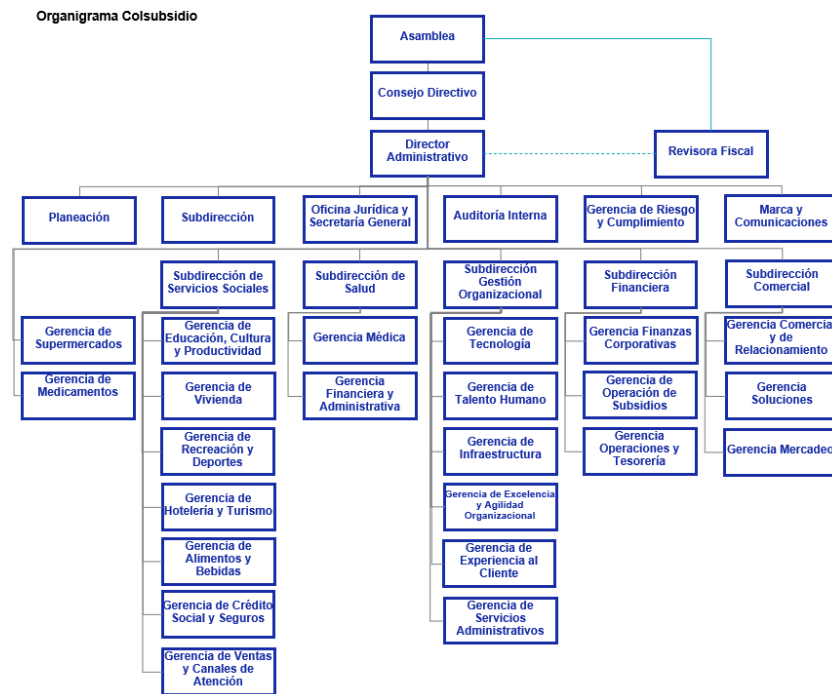 Organigrama Colsubsidio
Asamblea
Consejo Directivo
Director
Administrativo
Revisora Fiscal
Planeación
Subdirección
Oficina Jurídica y
Secretaría General
Auditoría Interna
Gerencia de Riesgo
y Cumplimiento
Marca y
Comunicaciones
Subdirección de
Servicios Sociales
Subdirección de
Salud
Subdirección
Gestión
Organizacional
Subdirección
Financiera
Subdirección
Comercial
Gerencia de
Supermercados
Gerencia de
Educación, Cultura
y Productividad
Gerencia Médica
Gerencia de
Tecnología
Gerencia Finanzas
Corporativas
Gerencia Comercial
y de
Relacionamiento
Gerencia de
Medicamentos
Gerencia de
Vivienda
Gerencia
Financiera y
Administrativa
Gerencia de
Talento Humano
Gerencia de
Operación de
Subsidios
Gerencia
Soluciones
Gerencia de
Recreación y
Deportes
Gerencia de
Infraestructura
Gerencia
Operaciones y
Tesorería
Gerencia Mercadeo
Gerencia de
Hotelería y Turismo
Gerencia de Excelencia
y Agilidad
Organizacional
Gerencia de
Alimentos y
Bebidas
Gerencia de
Experiencia al
Cliente
Gerencia de Crédito
Social y Seguros
Gerencia de
Servicios
Administrativos
Gerencia de Ventas
y Canales de
Atención